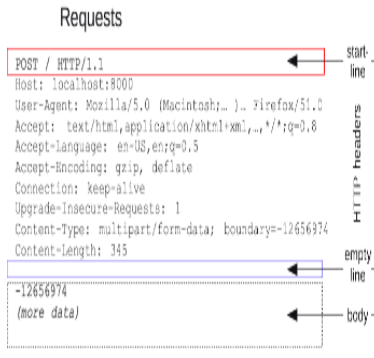 Requests
start-
line
POST / HTTP/1.1
Host: localhost:8000
User-Agent: Mozilla/5.0 (Macintosh;… )… Firefox/51.0
Accept: text/html,application/xhtml+xml,…,*/*;q=0.8
Accept-Language: en-US,en;q=0.5
Accept-Encoding: gzip, deflate
Connection: keep-alive
Upgrade-Insecure-Requests: 1
Content-Type: multipart/form-data; boundary=-12656974
Content-Length: 345
HTTP headers
empty
line
-12656974
(more data)
body